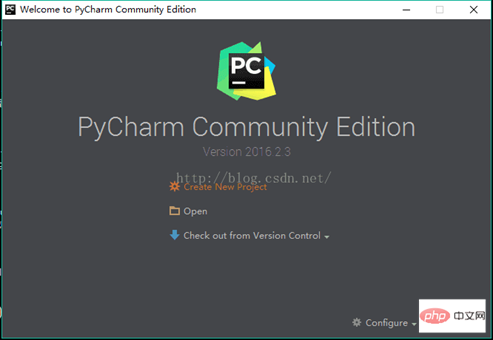 Welcome to PyCharm Community Edition
PC
PyCharm Community Edition
Version 2016.2.3
http://blog.csdn.net/
Create New Project
Open
Check out from Version Control
Configure
php 中文网